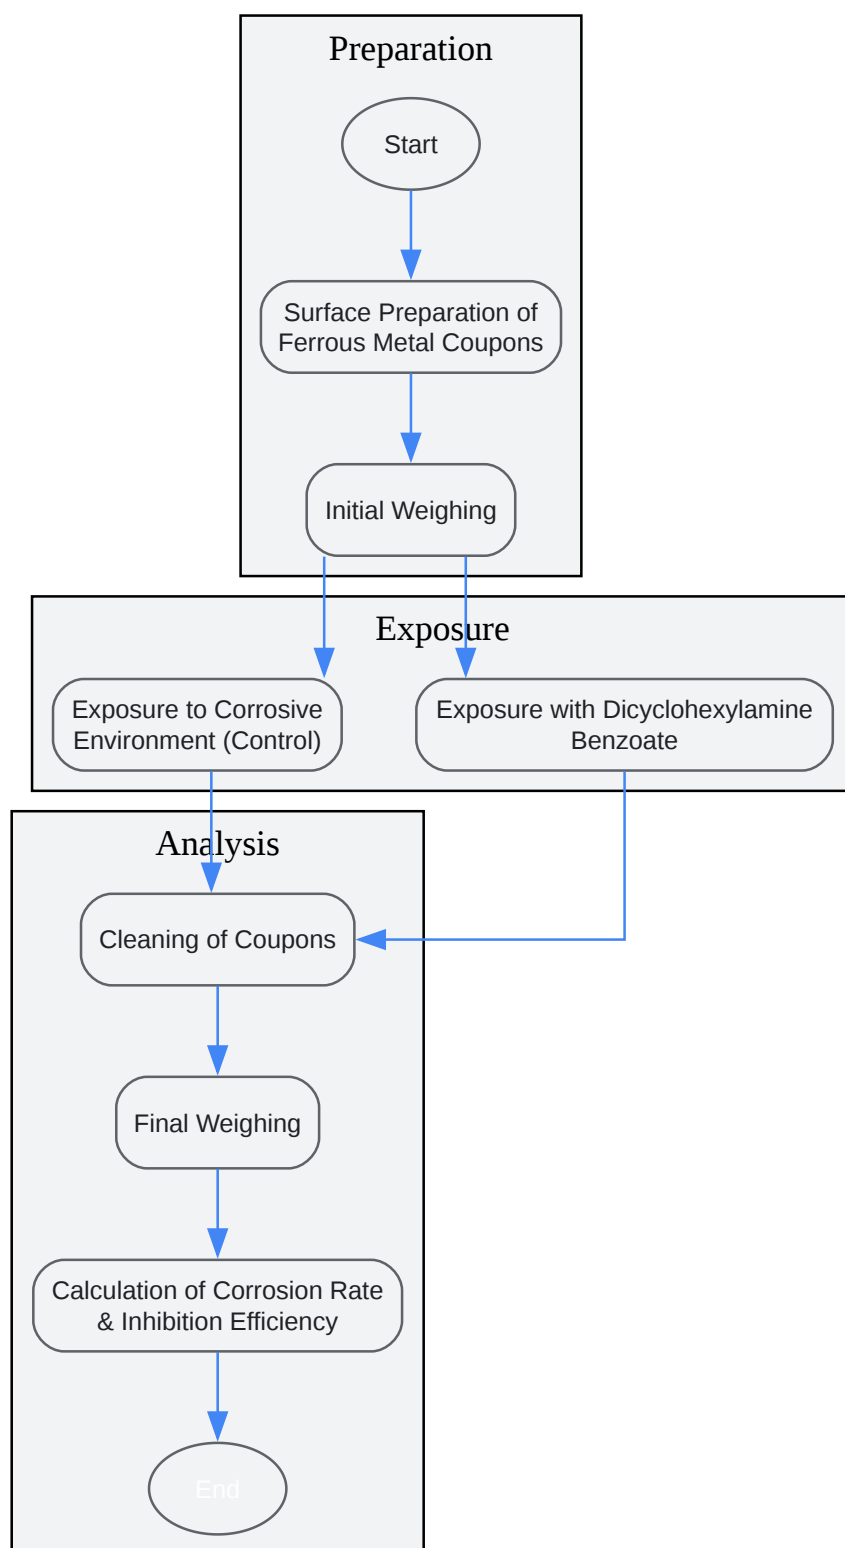 Preparation
Start
Surface Preparation of
Ferrous Metal Coupons
Initial Weighing
Exposure
Exposure to Corrosive
Environment (Control)
Exposure with Dicyclohexylamine
Benzoate
Analysis
Cleaning of Coupons
Final Weighing
Calculation of Corrosion Rate
& Inhibition Efficiency
End